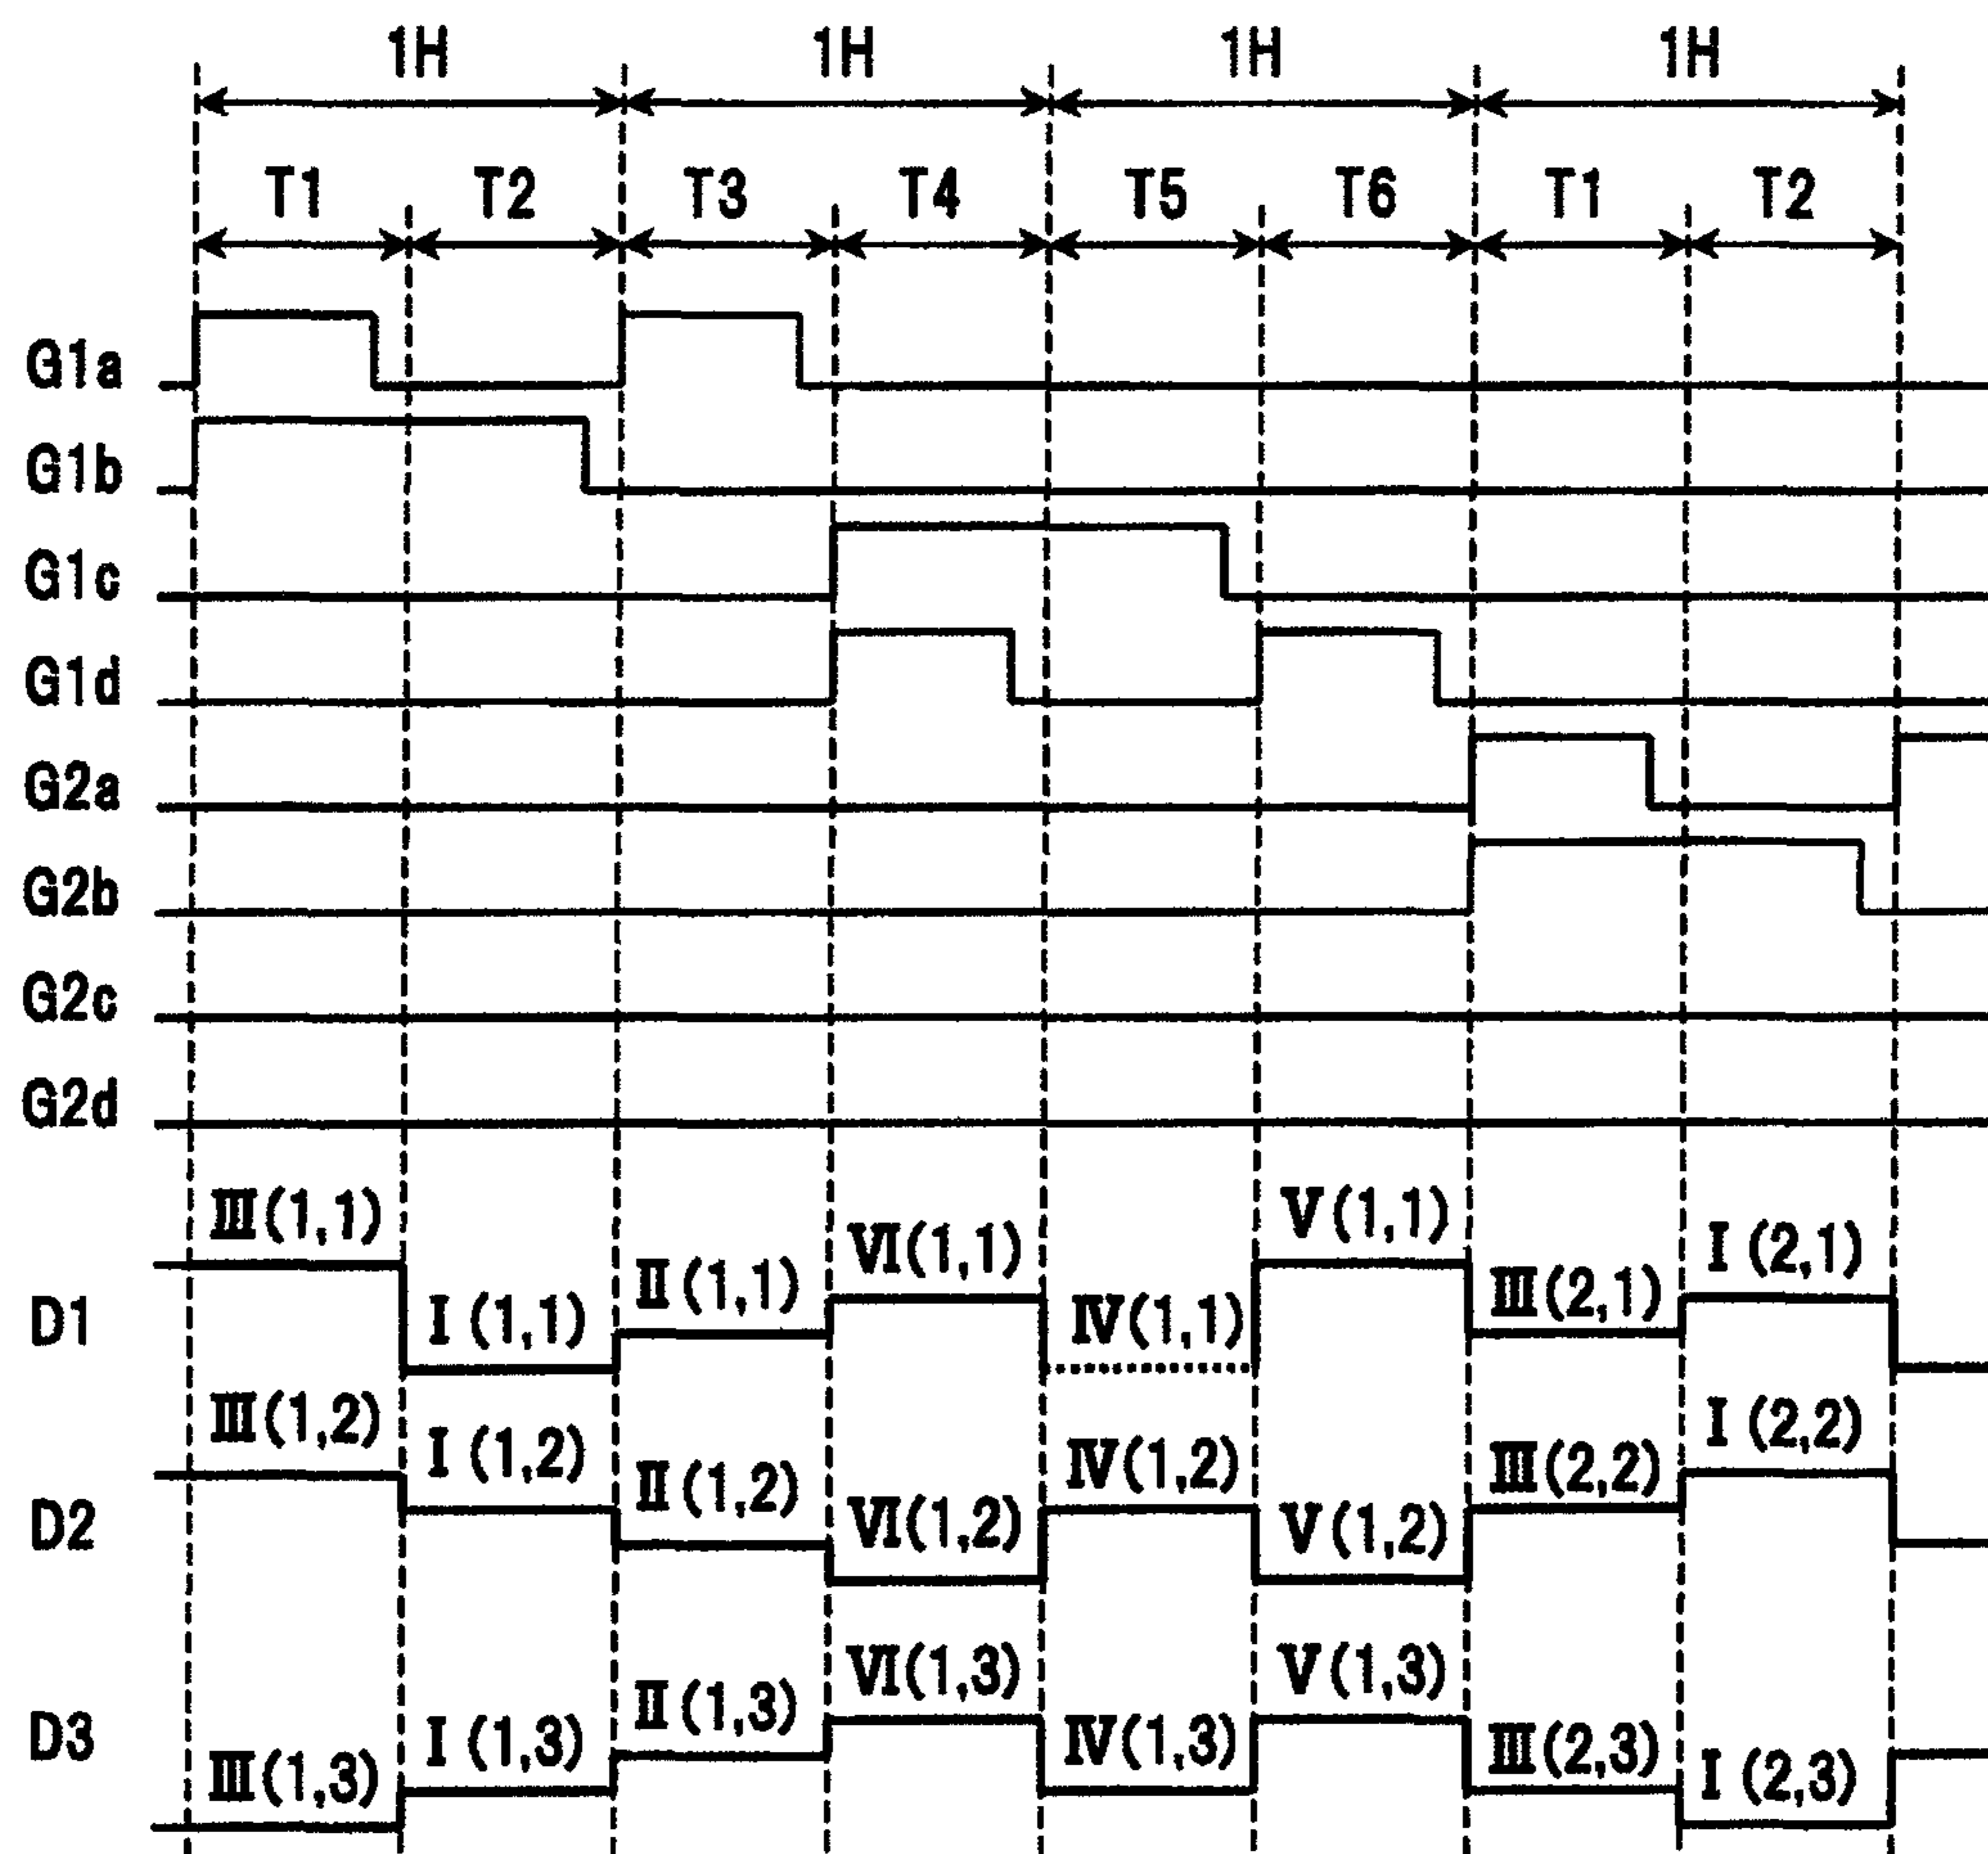 1H 1H 1H 1H
T1 T2 T3 T4 T5 T6 T1 T2
G1a
G1b
G1c
G1d
G2a
G2b
G2c
G2d
D1 Ⅲ(1,1) Ⅰ(1,1) Ⅱ(1,1) Ⅵ(1,1) Ⅳ(1,1) Ⅴ(1,1) Ⅲ(2,1) Ⅰ(2,1)
D2 Ⅲ(1,2) Ⅰ(1,2) Ⅱ(1,2) Ⅵ(1,2) Ⅳ(1,2) Ⅴ(1,2) Ⅲ(2,2) Ⅰ(2,2)
D3 Ⅲ(1,3) Ⅰ(1,3) Ⅱ(1,3) Ⅵ(1,3) Ⅳ(1,3) Ⅴ(1,3) Ⅲ(2,3) Ⅰ(2,3)